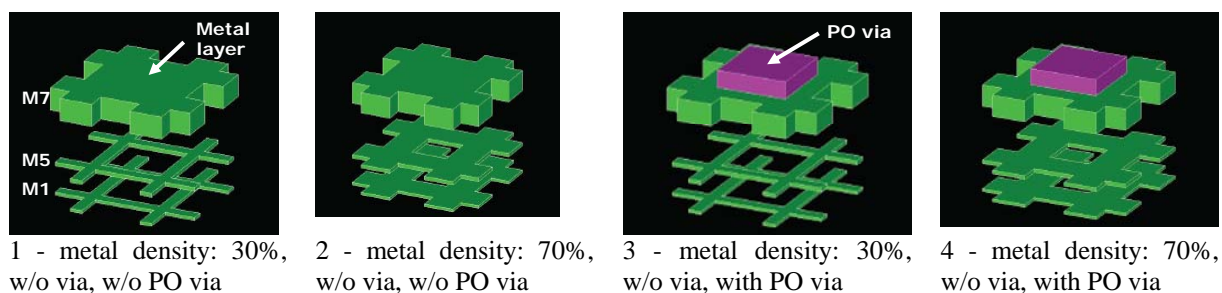 Metal
layer
M7
M5
M1
PO via
1 - metal density: 30%,
w/o via, w/o PO via
2 - metal density: 70%,
w/o via, w/o PO via
3 - metal density: 30%,
w/o via, with PO via
4 - metal density: 70%,
w/o via, with PO via